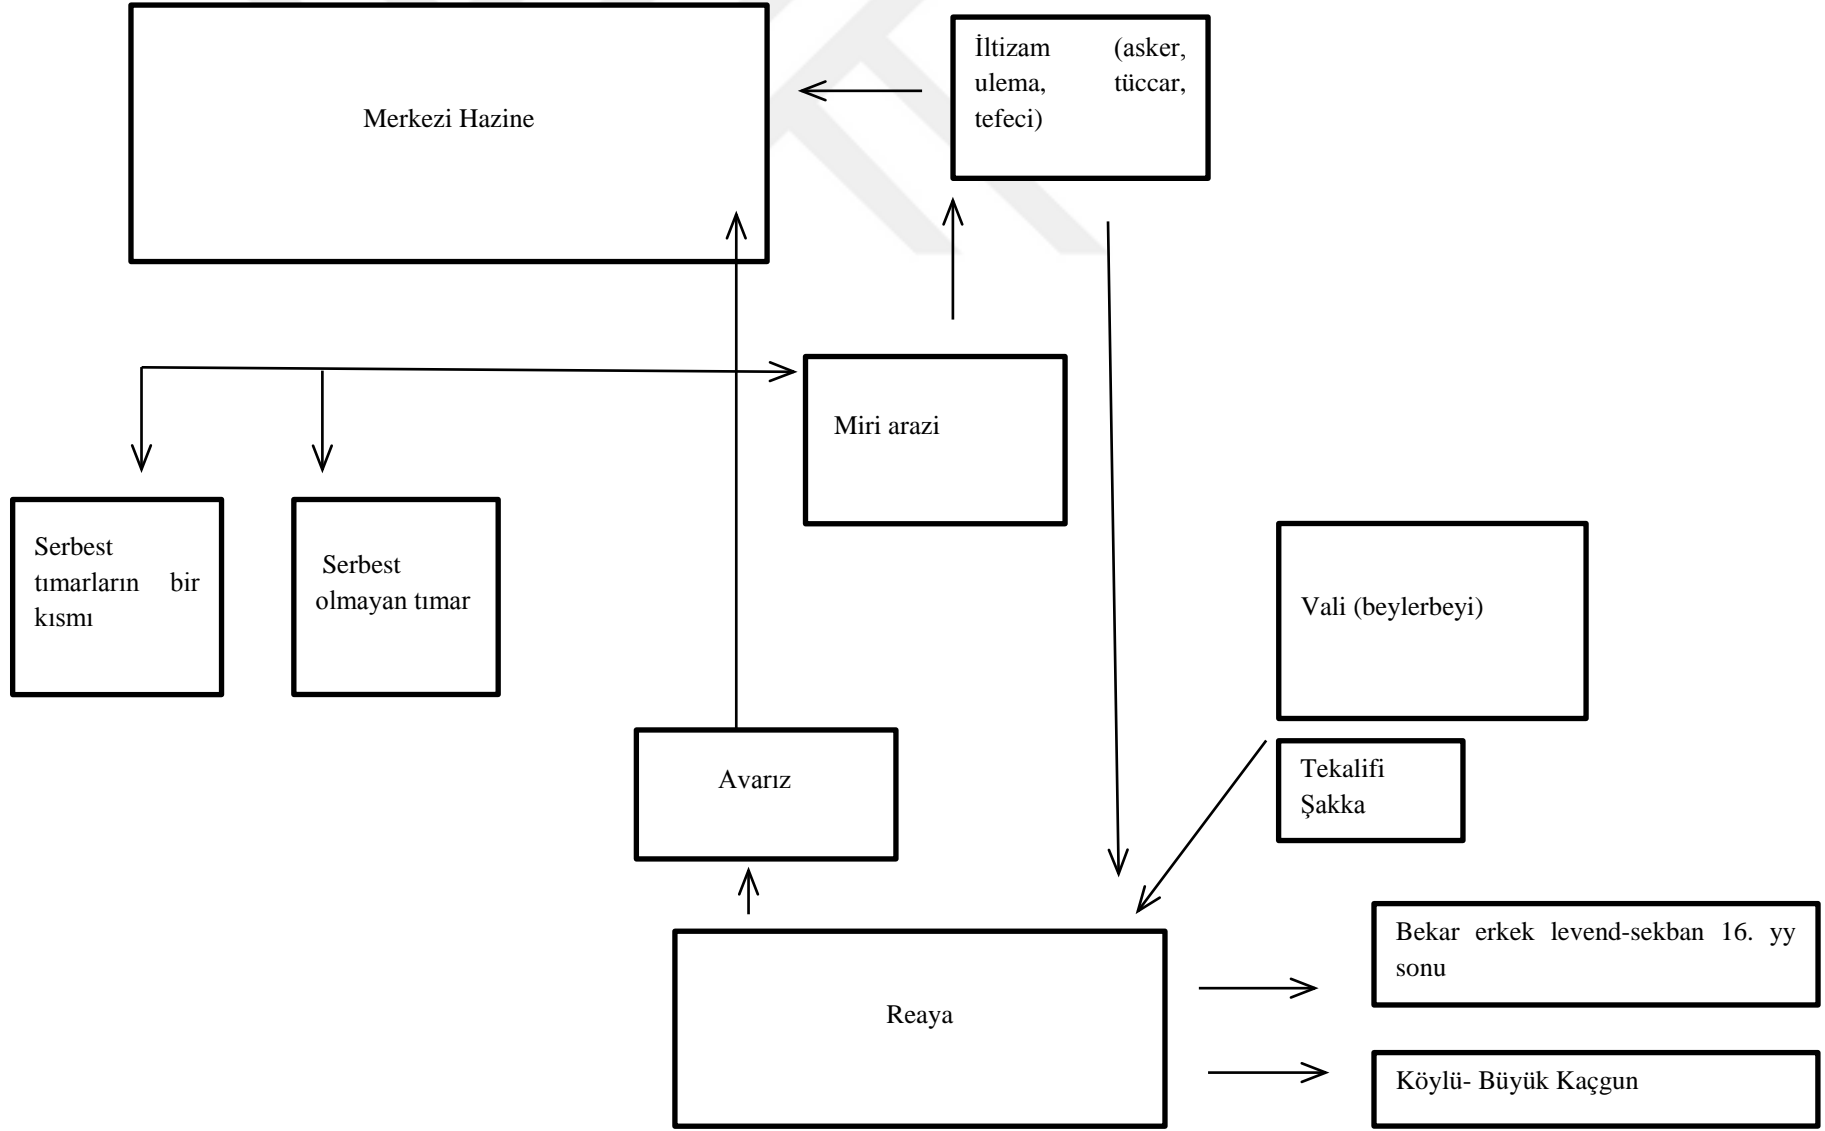 Merkezi Hazine
İltizam (asker,
ulema, tüccar,
tefeci)
Miri arazi
Serbest
tımarların bir
kısmı
Serbest
olmayan tımar
Vali (beylerbeyi)
Avarız
Tekalifi
Şakka
Reaya
Bekar erkek levend-sekban 16. yy
sonu
Köylü- Büyük Kaçgun